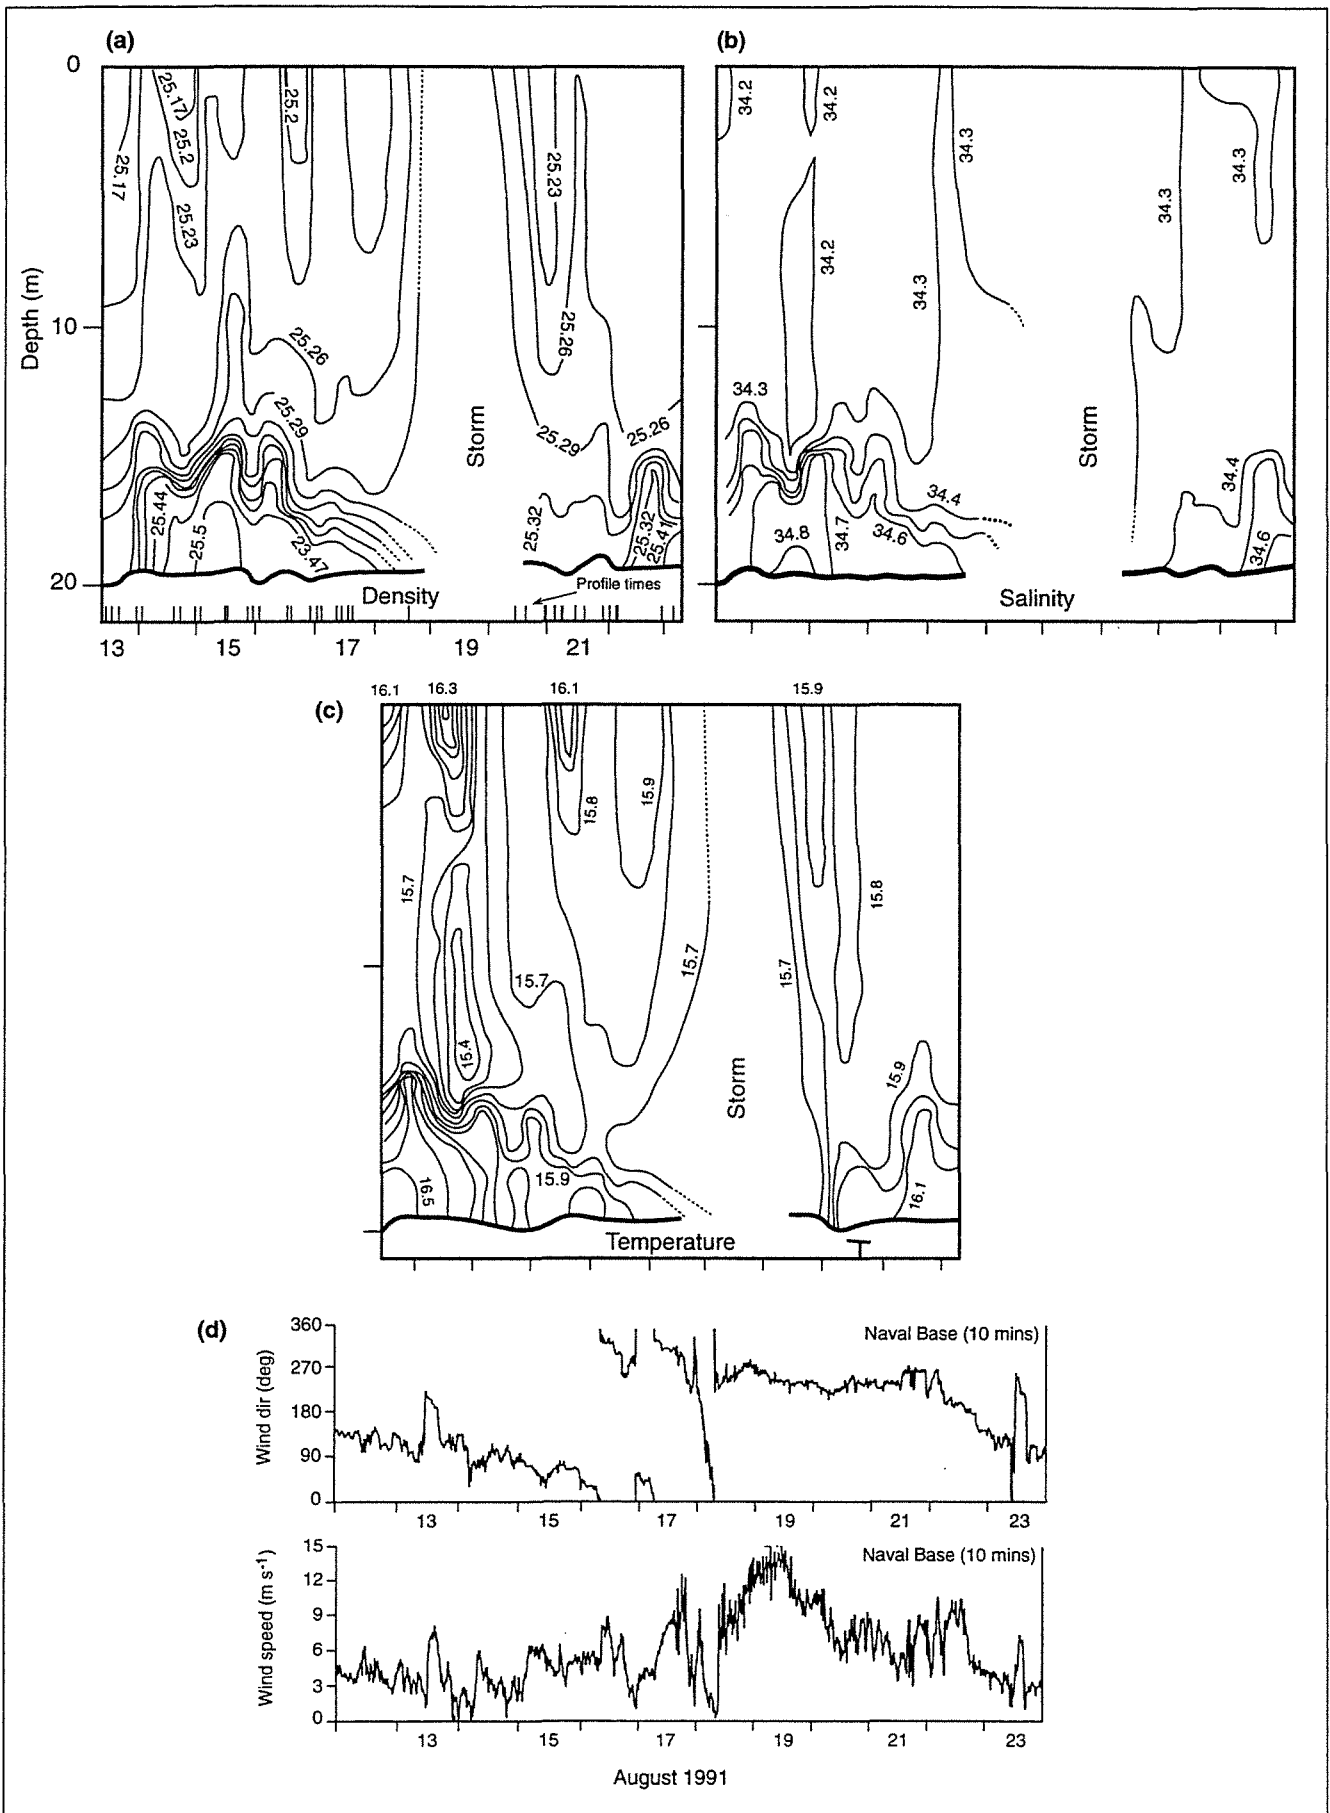 (a)
(b)
0
10
20
Depth (m)
25.17
25.17
25.2
25.23
25.2
25.26
25.29
25.44
25.5
23.47
Storm
25.23
25.26
25.29
25.26
25.32
25.32
25.41
Profile times
Density
13 15 17 19 21
34.2
34.2
34.2
34.3
34.3
34.3
34.3
34.3
34.4
34.8
34.7
34.6
Storm
34.4
34.6
Salinity
(c)
16.1 16.3 16.1 15.9
15.7
15.4
15.8
15.9
15.7
15.7
15.7
15.8
15.9
16.5
15.9
16.1
Storm
Temperature
(d)
Wind dir (deg)
360
270
180
90
0
Naval Base (10 mins)
13 15 17 19 21 23
Wind speed (m s⁻¹)
15
12
9
6
3
0
Naval Base (10 mins)
13 15 17 19 21 23
August 1991